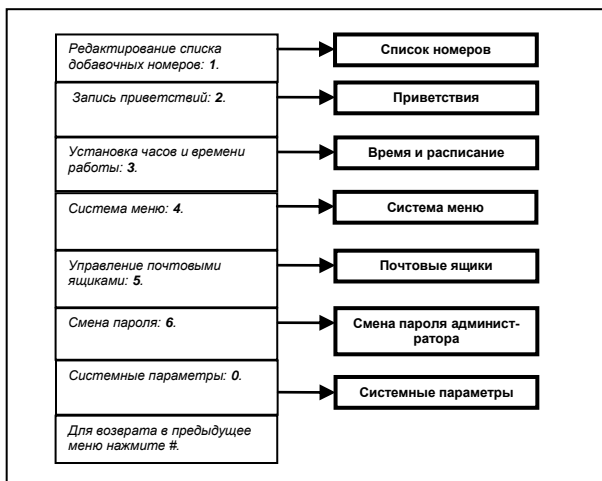 Редактирование списка
добавочных номеров: 1.
Список номеров
Запись приветствий: 2.
Приветствия
Установка часов и времени
работы: 3.
Время и расписание
Система меню: 4.
Система меню
Управление почтовыми
ящиками: 5.
Почтовые ящики
Смена пароля: 6.
Смена пароля админист-
ратора
Системные параметры: 0.
Системные параметры
Для возврата в предыдущее
меню нажмите #.